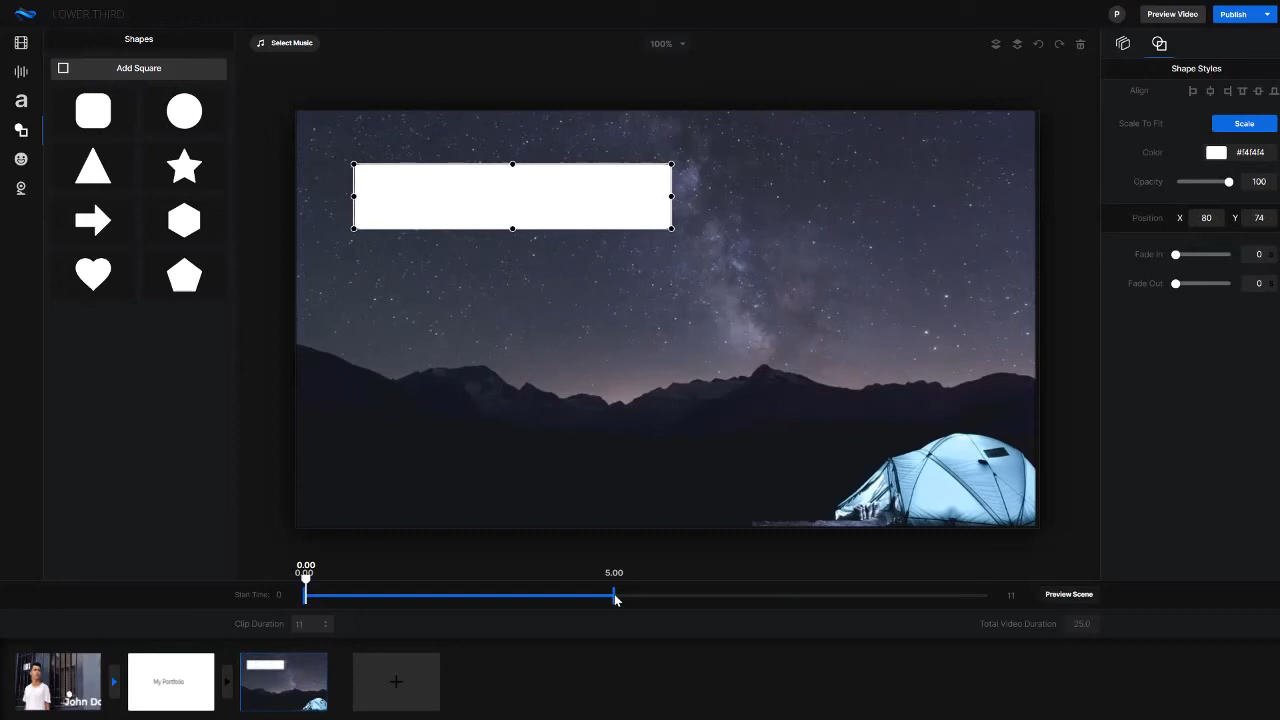 LOWER THIRD
P
Preview Video
Publish
Shapes
Select Music
100%
Add Square
Shape Styles
Align
Scale To Fit
Scale
Color
#f4f4f4
Opacity
100
Position
X
80
Y
74
Fade In
0
Fade Out
0
0.00
0.00
5.00
Start Time: 0
11
Preview Scene
Clip Duration
11
Total Video Duration
25.0
a
John Do
My Portfolio